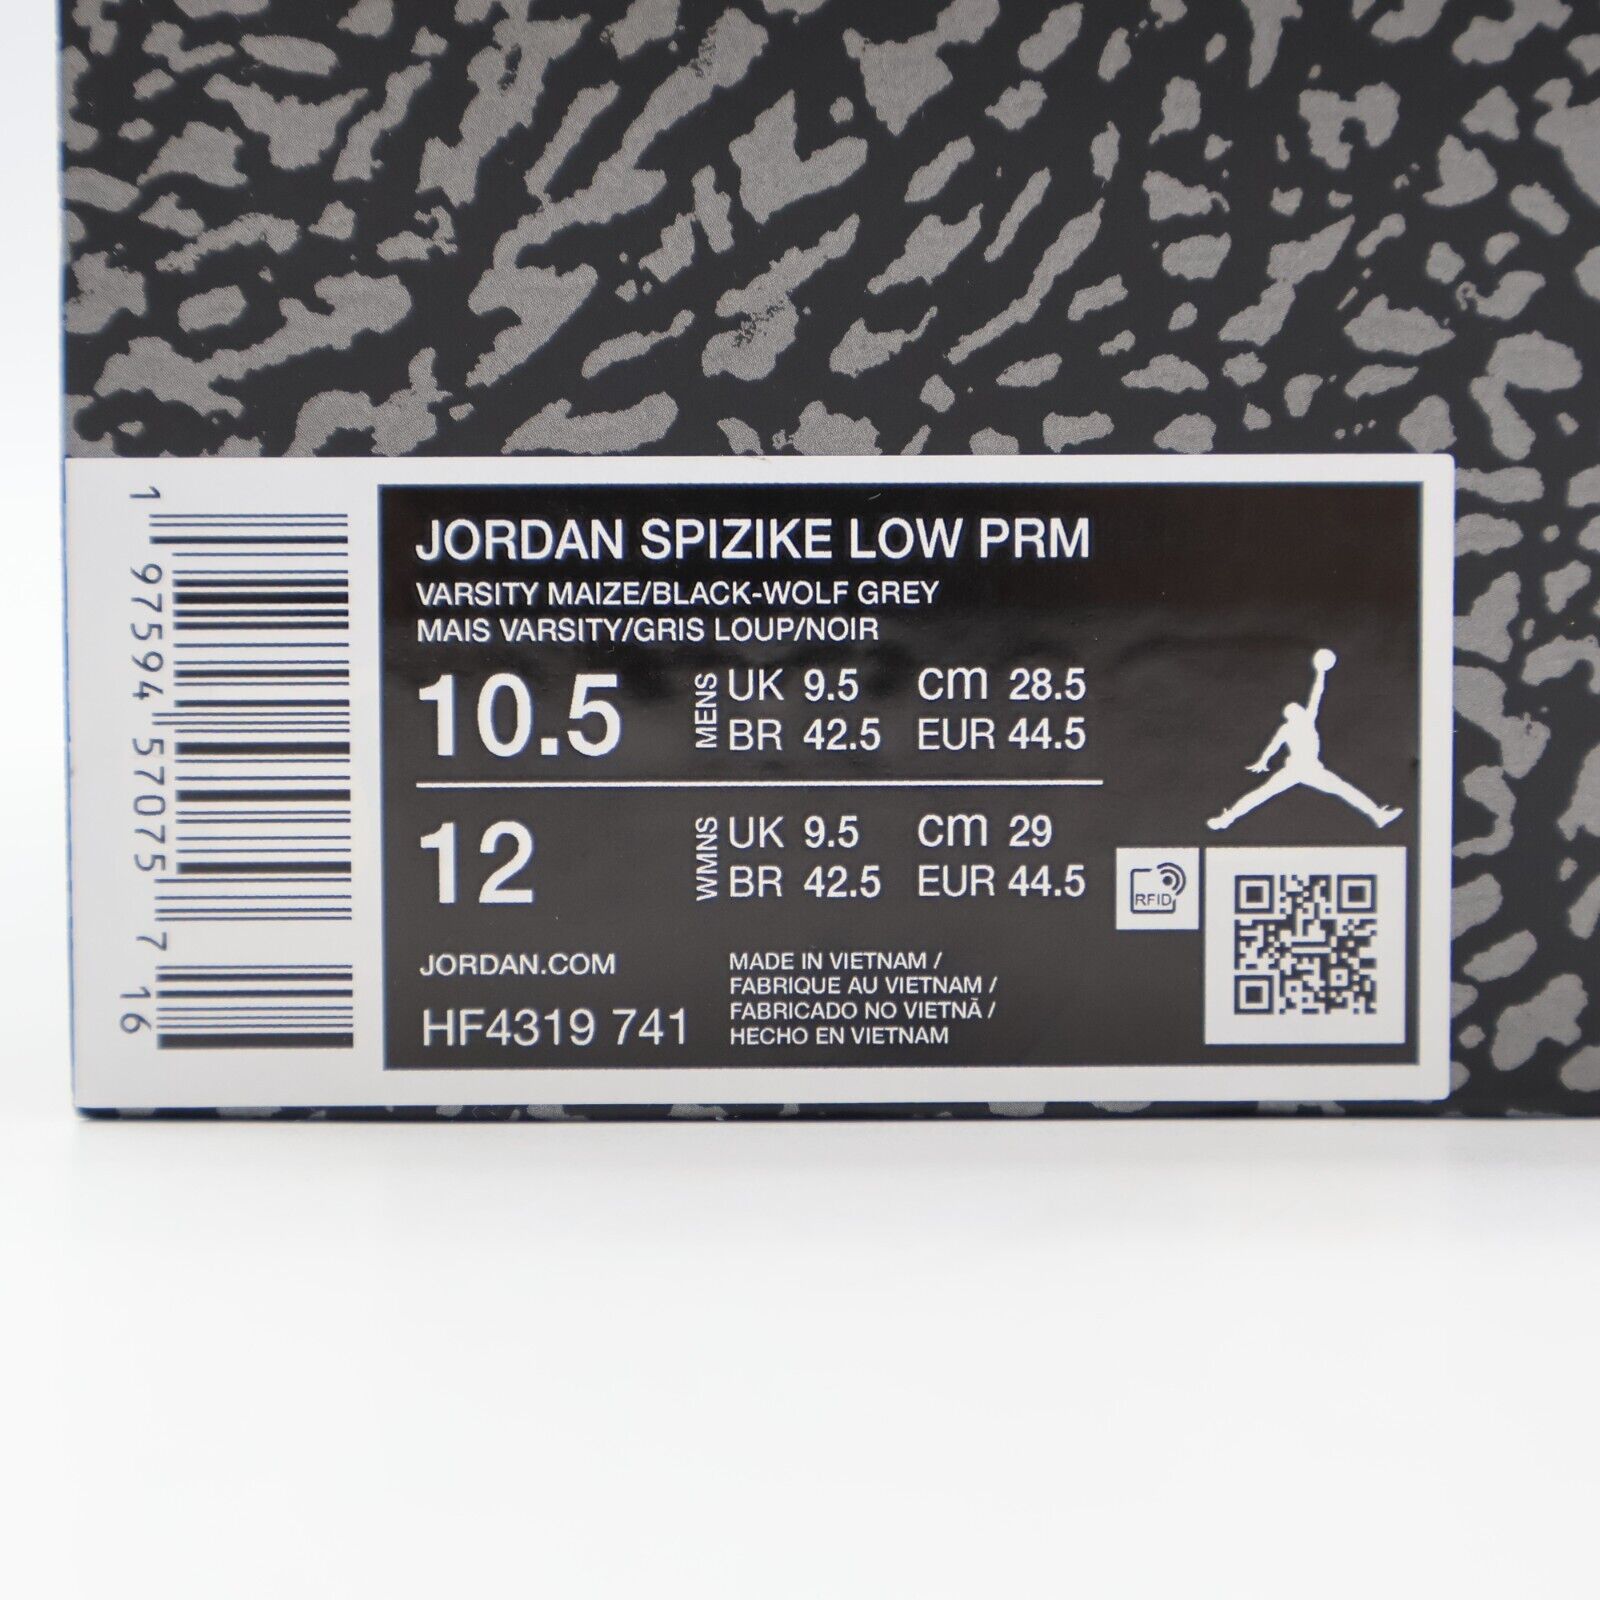 1 97594 57075 7 16
JORDAN SPIZIKE LOW PRM
VARSITY MAIZE/BLACK-WOLF GREY
MAIS VARSITY/GRIS LOUP/NOIR
10.5 MENS UK 9.5 cm 28.5
BR 42.5 EUR 44.5
12 WMNS UK 9.5 cm 29
BR 42.5 EUR 44.5
RFID
JORDAN.COM
HF4319 741
MADE IN VIETNAM /
FABRIQUE AU VIETNAM /
FABRICADO NO VIETNÃ /
HECHO EN VIETNAM